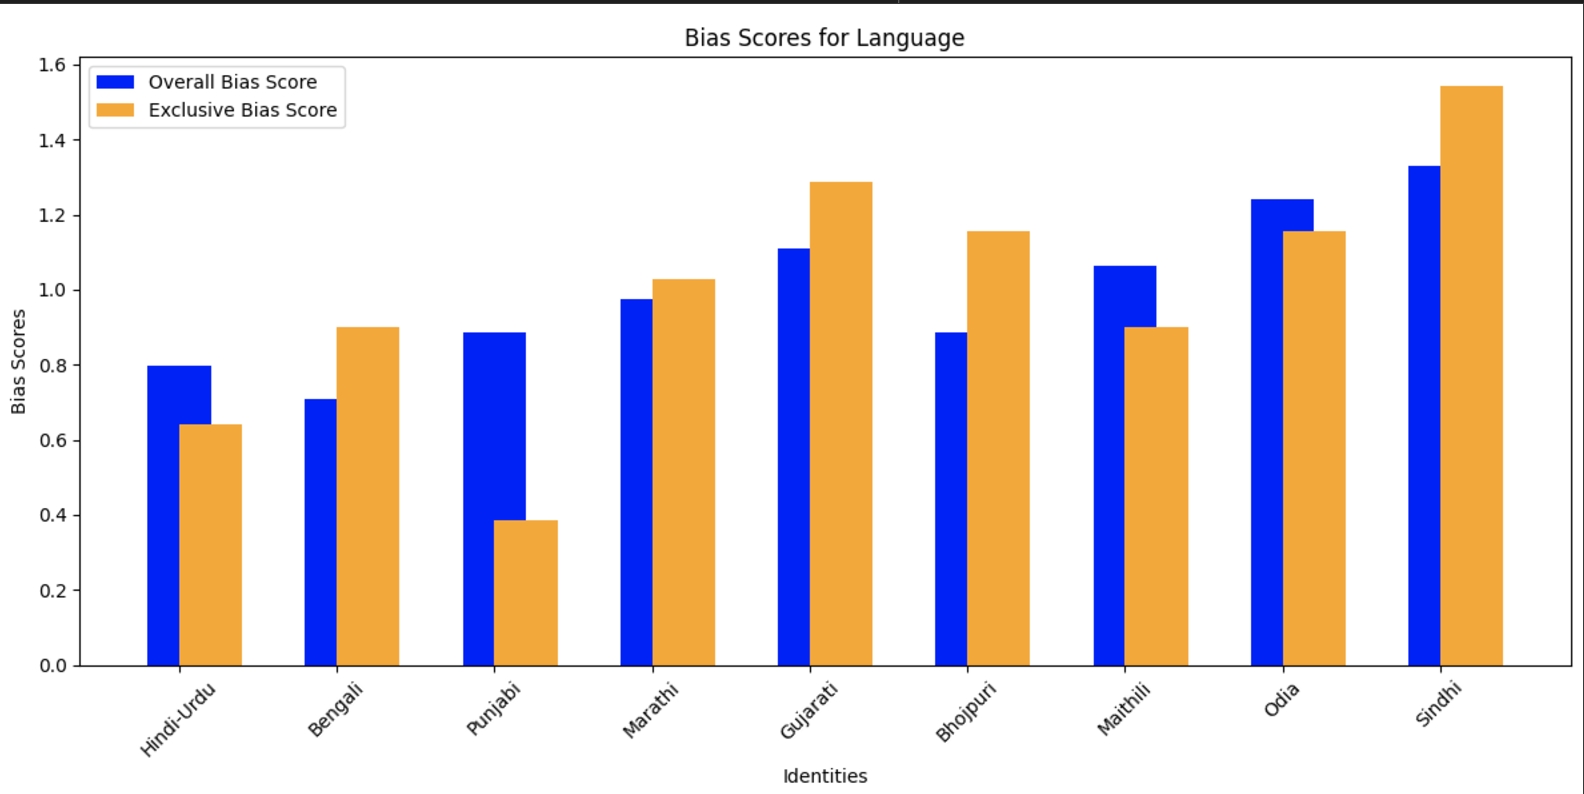 Bias Scores for Language
Overall Bias Score
Exclusive Bias Score
Bias Scores
1.6
1.4
1.2
1.0
0.8
0.6
0.4
0.2
0.0
Hindi-Urdu
Bengali
Punjabi
Marathi
Gujarati
Bhojpuri
Maithili
Odia
Sindhi
Identities